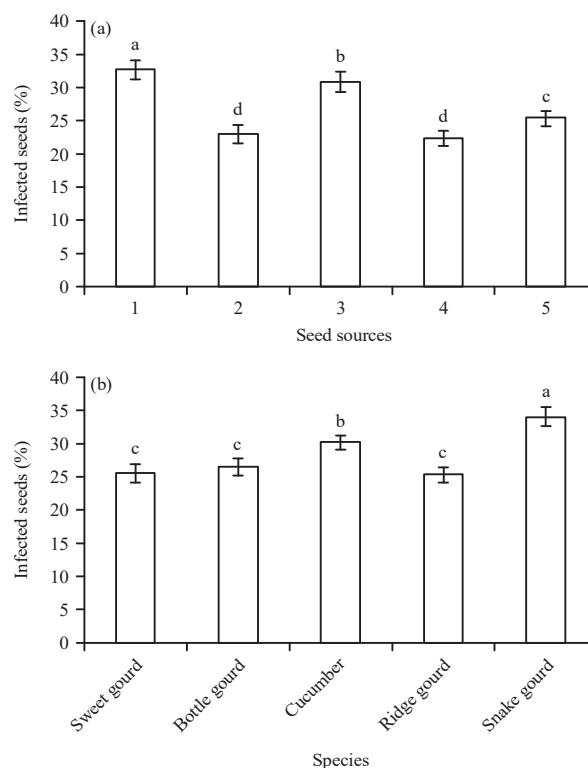 (a)
Infected seeds (%)
40
35
30
25
20
15
10
5
0
a
d
b
d
c
1 2 3 4 5
Seed sources
(b)
Infected seeds (%)
40
35
30
25
20
15
10
5
0
c
c
b
c
a
Sweet gourd
Bottle gourd
Cucumber
Ridge gourd
Snake gourd
Species